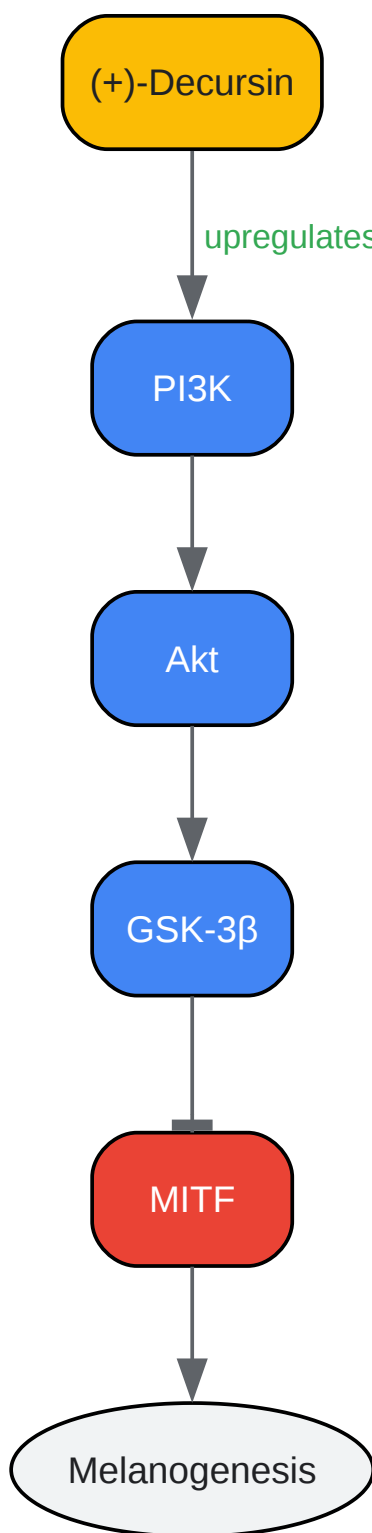 (+)-Decursin
upregulates
PI3K
Akt
GSK-3β
MITF
Melanogenesis